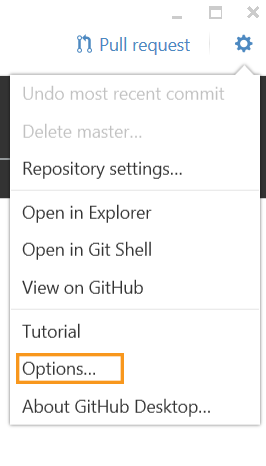 Pull request
Undo most recent commit
Delete master...
Repository settings...
Open in Explorer
Open in Git Shell
View on GitHub
Tutorial
Options...
About GitHub Desktop...